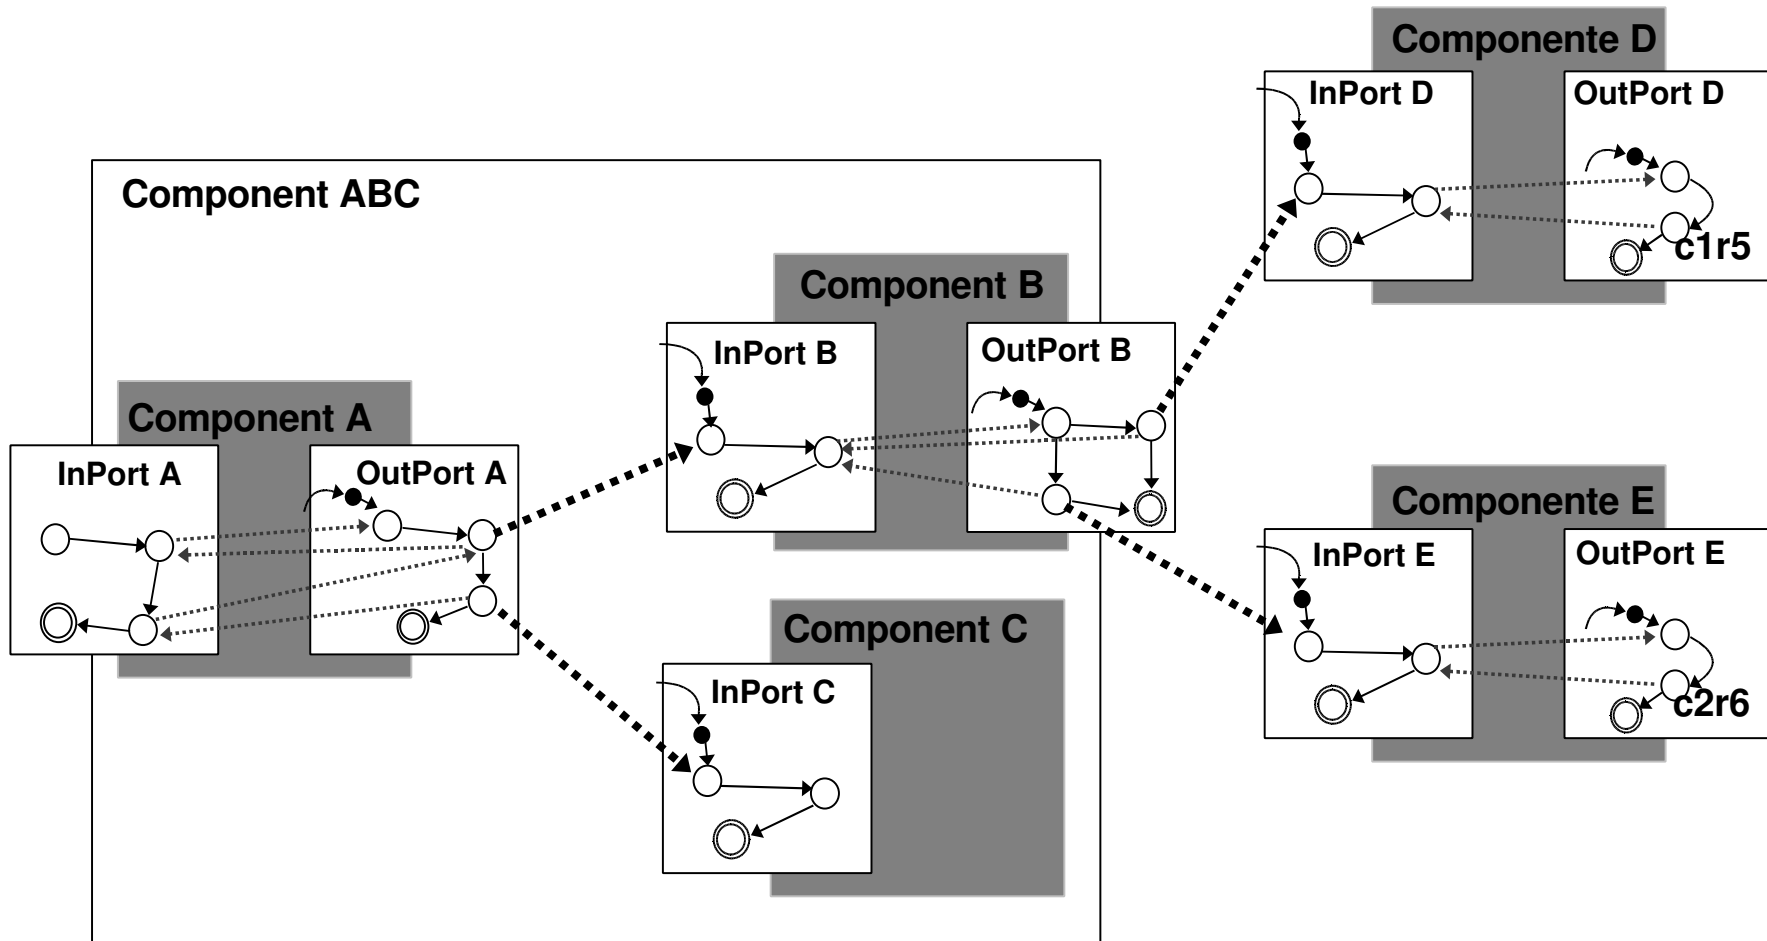 Componente D
InPort D
OutPort D
c1r5
Component ABC
Component B
InPort B
OutPort B
Component A
InPort A
OutPort A
Componente E
InPort E
OutPort E
c2r6
Component C
InPort C